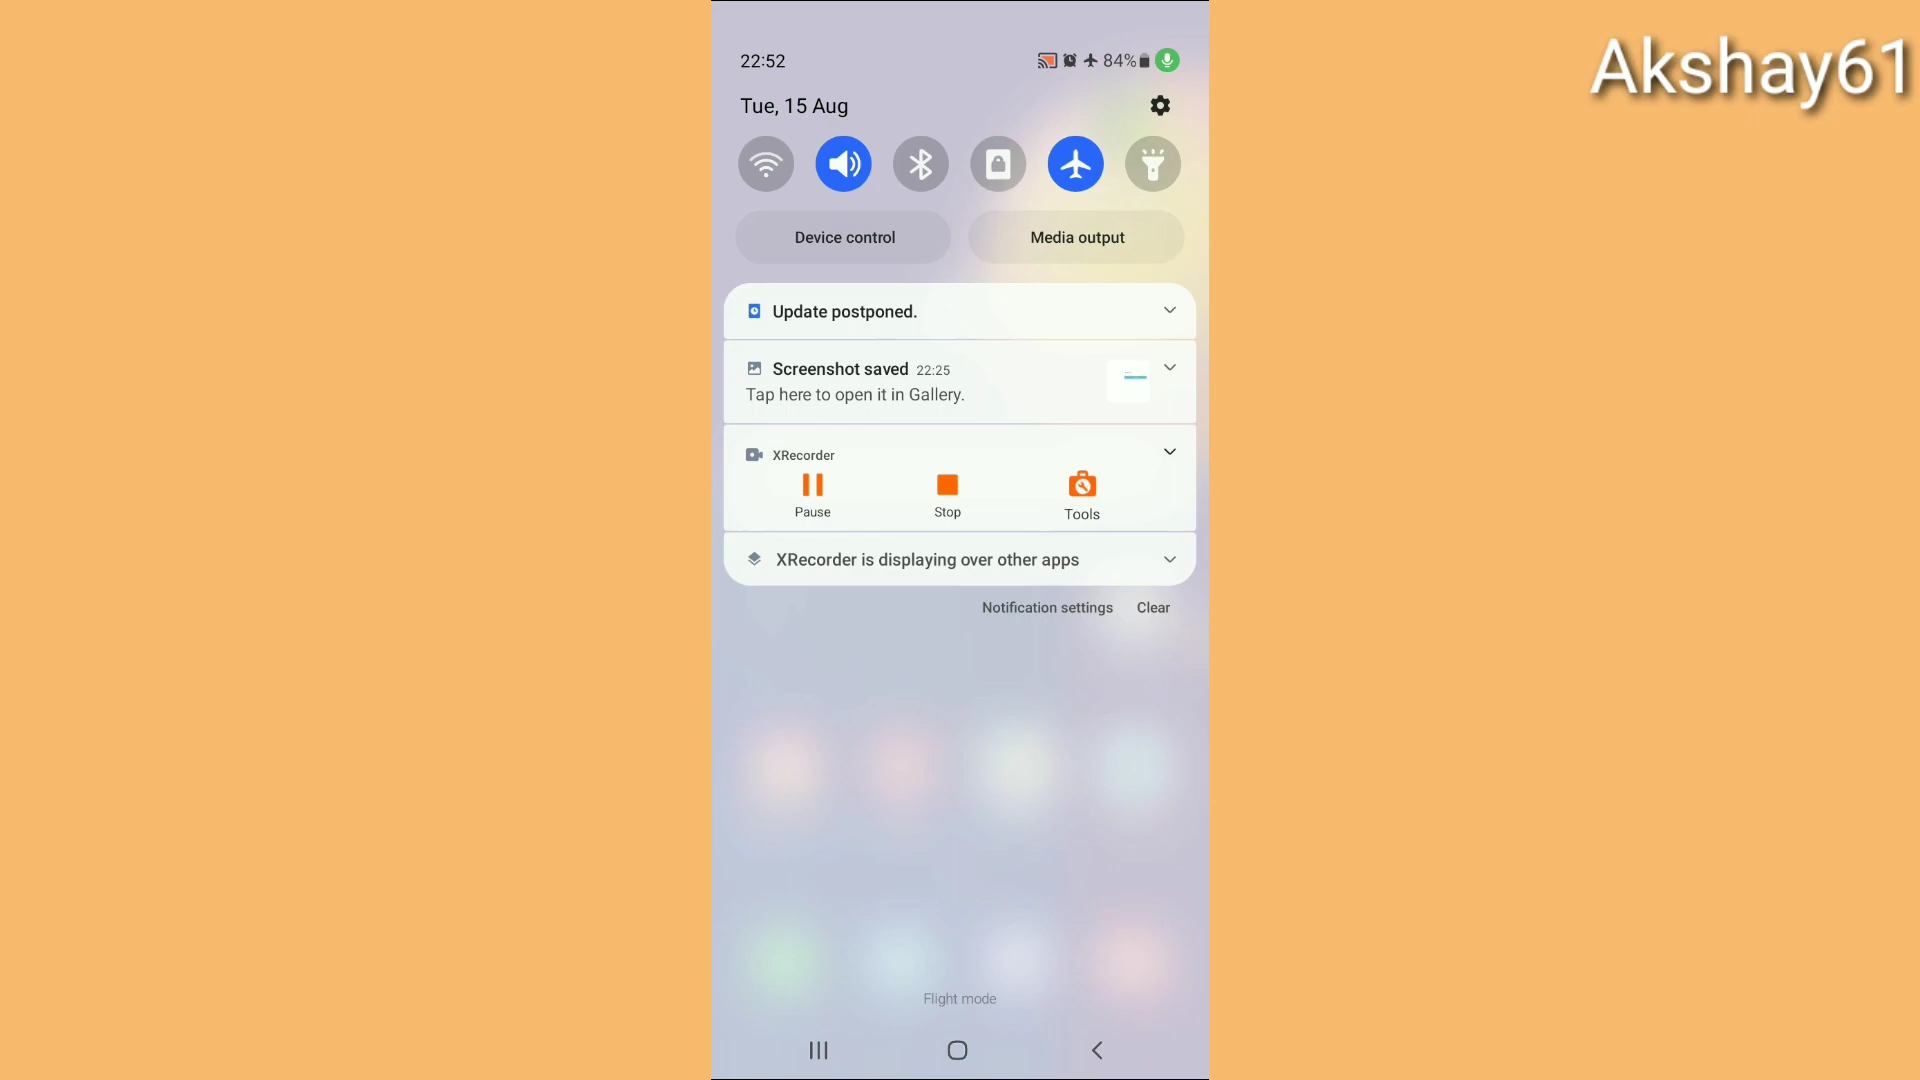 Akshay61
22:52
84%
Tue, 15 Aug
Device control
Media output
Update postponed.
Screenshot saved 22:25
Tap here to open it in Gallery.
XRecorder
Pause
Stop
Tools
XRecorder is displaying over other apps
Notification settings
Clear
Flight mode